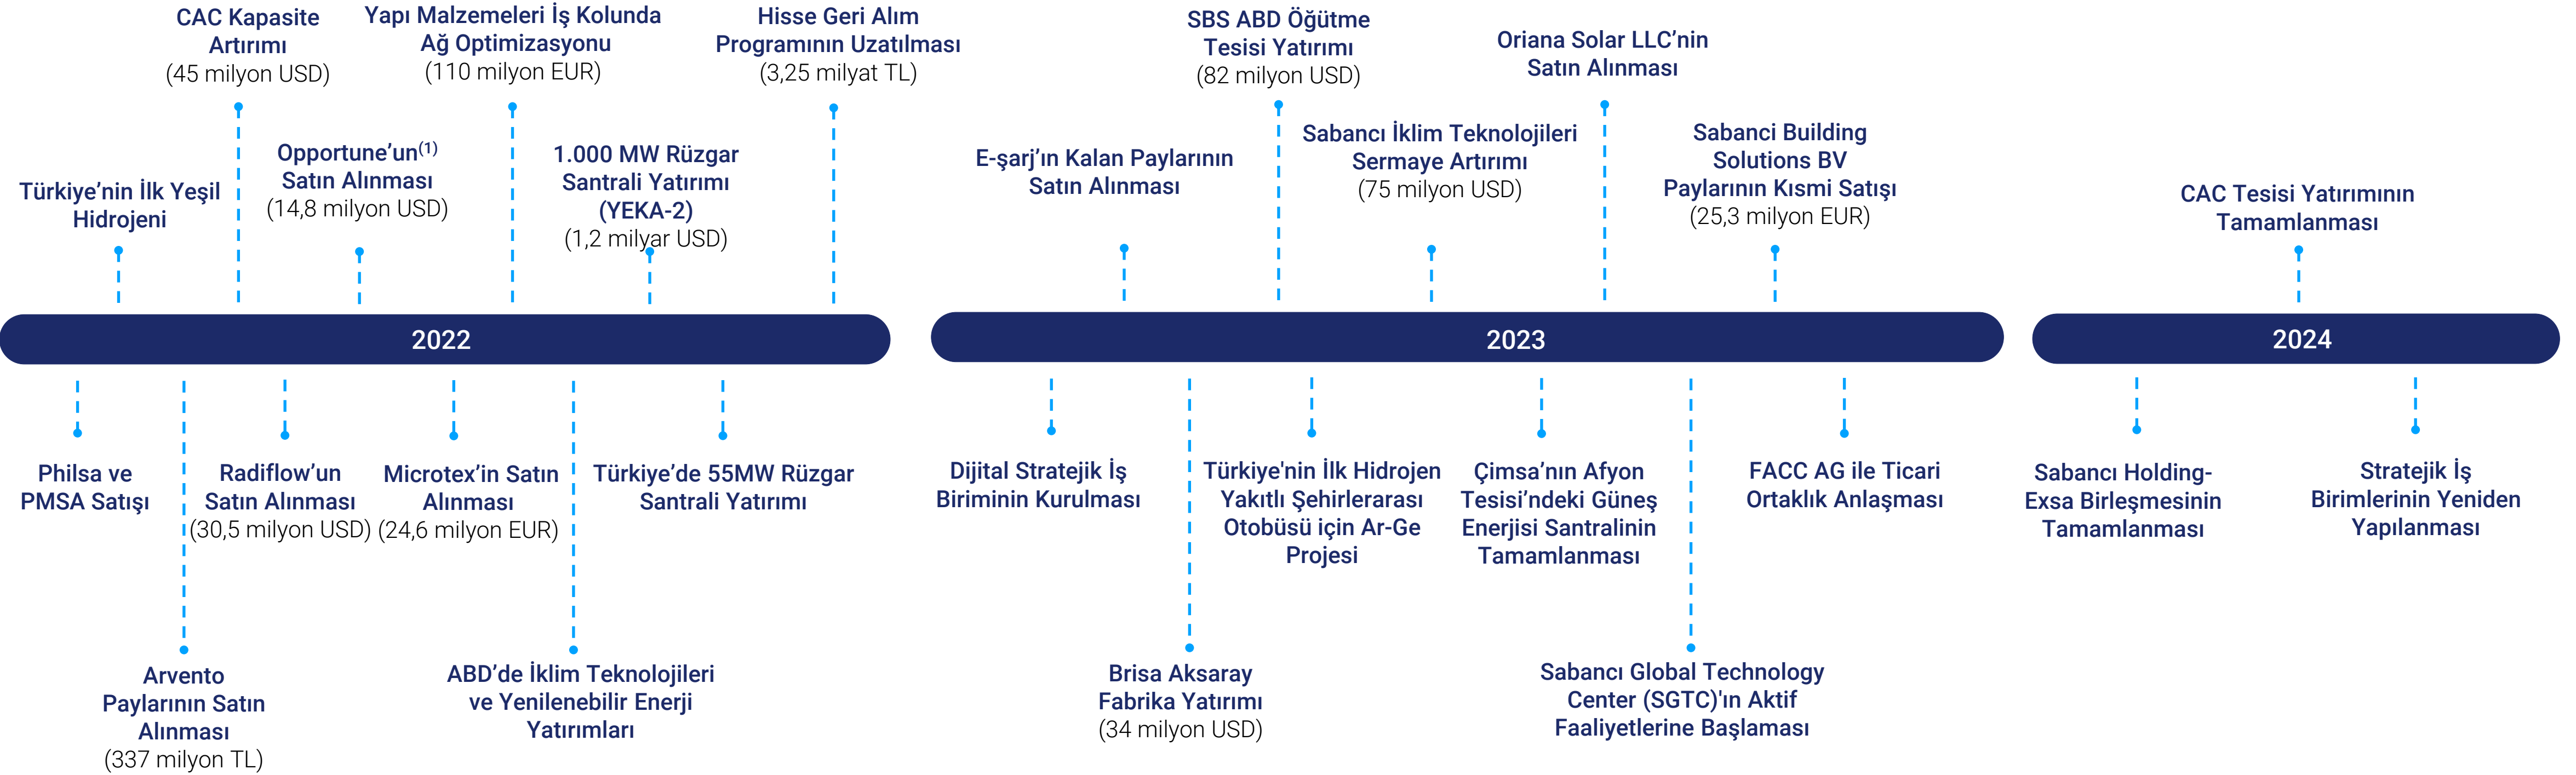 CAC Kapasite
Artırımı
(45 milyon USD)
Yapı Malzemeleri İş Kolunda
Ağ Optimizasyonu
(110 milyon EUR)
Hisse Geri Alım
Programının Uzatılması
(3,25 milyat TL)
Türkiye’nin İlk Yeşil
Hidrojeni
Opportune’un(1)
Satın Alınması
(14,8 milyon USD)
1.000 MW Rüzgar
Santrali Yatırımı
(YEKA-2)
(1,2 milyar USD)
SBS ABD Öğütme
Tesisi Yatırımı
(82 milyon USD)
Oriana Solar LLC’nin
Satın Alınması
E-şarj’ın Kalan Paylarının
Satın Alınması
Sabancı İklim Teknolojileri
Sermaye Artırımı
(75 milyon USD)
Sabanci Building
Solutions BV
Paylarının Kısmi Satışı
(25,3 milyon EUR)
CAC Tesisi Yatırımının
Tamamlanması
2022
2023
2024
Philsa ve
PMSA Satışı
Radiflow’un
Satın Alınması
(30,5 milyon USD)
Microtex’in Satın
Alınması
(24,6 milyon EUR)
Türkiye’de 55MW Rüzgar
Santrali Yatırımı
Arvento
Paylarının Satın
Alınması
(337 milyon TL)
ABD’de İklim Teknolojileri
ve Yenilenebilir Enerji
Yatırımları
Dijital Stratejik İş
Biriminin Kurulması
Türkiye'nin İlk Hidrojen
Yakıtlı Şehirlerarası
Otobüsü için Ar-Ge
Projesi
Çimsa’nın Afyon
Tesisi’ndeki Güneş
Enerjisi Santralinin
Tamamlanması
FACC AG ile Ticari
Ortaklık Anlaşması
Brisa Aksaray
Fabrika Yatırımı
(34 milyon USD)
Sabancı Global Technology
Center (SGTC)'ın Aktif
Faaliyetlerine Başlaması
Sabancı Holding-
Exsa Birleşmesinin
Tamamlanması
Stratejik İş
Birimlerinin Yeniden
Yapılanması